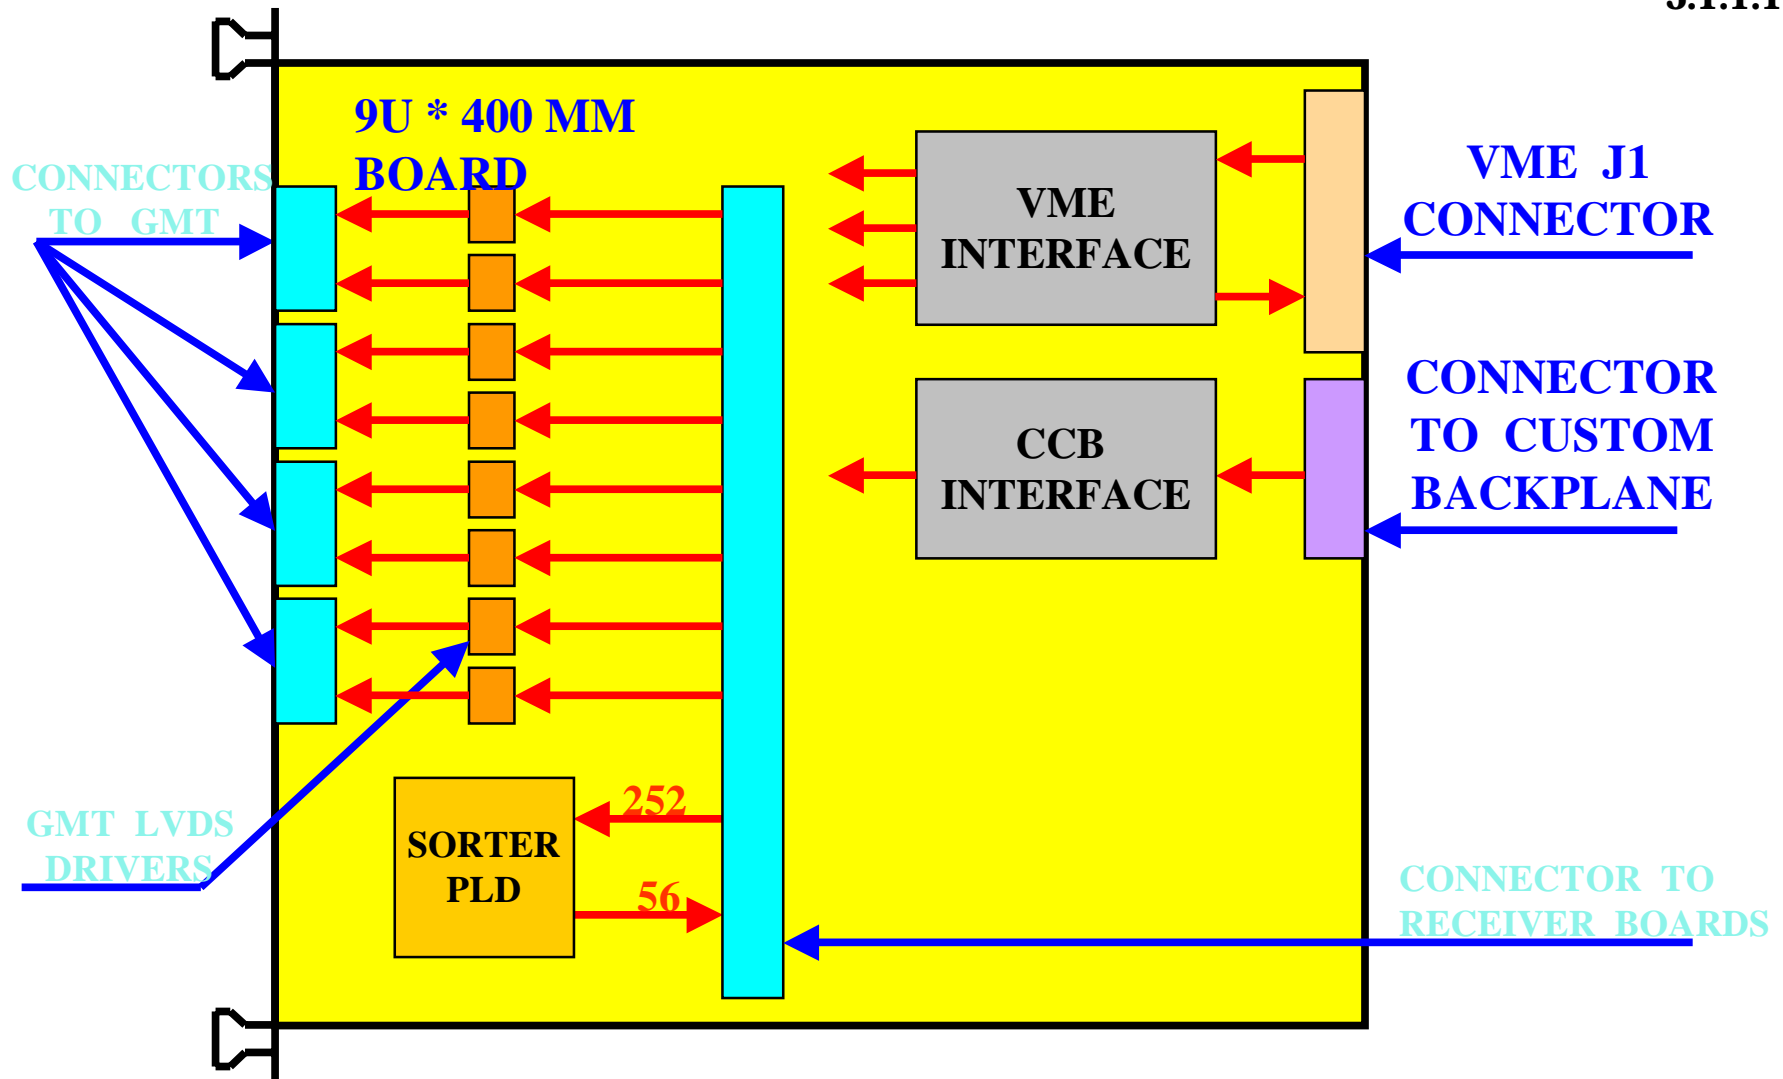 9U * 400 MM
BOARD
CONNECTORS
TO GMT
VME
INTERFACE
VME J1
CONNECTOR
CCB
INTERFACE
CONNECTOR
TO CUSTOM
BACKPLANE
GMT LVDS
DRIVERS
SORTER
PLD
252
56
CONNECTOR TO
RECEIVER BOARDS